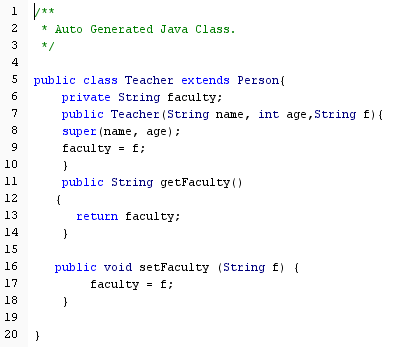 1 /**
2 * Auto Generated Java Class.
3 */
4
5 public class Teacher extends Person{
6 private String faculty;
7 public Teacher(String name, int age,String f){
8 super(name, age);
9 faculty = f;
10 }
11 public String getFaculty()
12 {
13 return faculty;
14 }
15
16 public void setFaculty (String f) {
17 faculty = f;
18 }
19
20 }